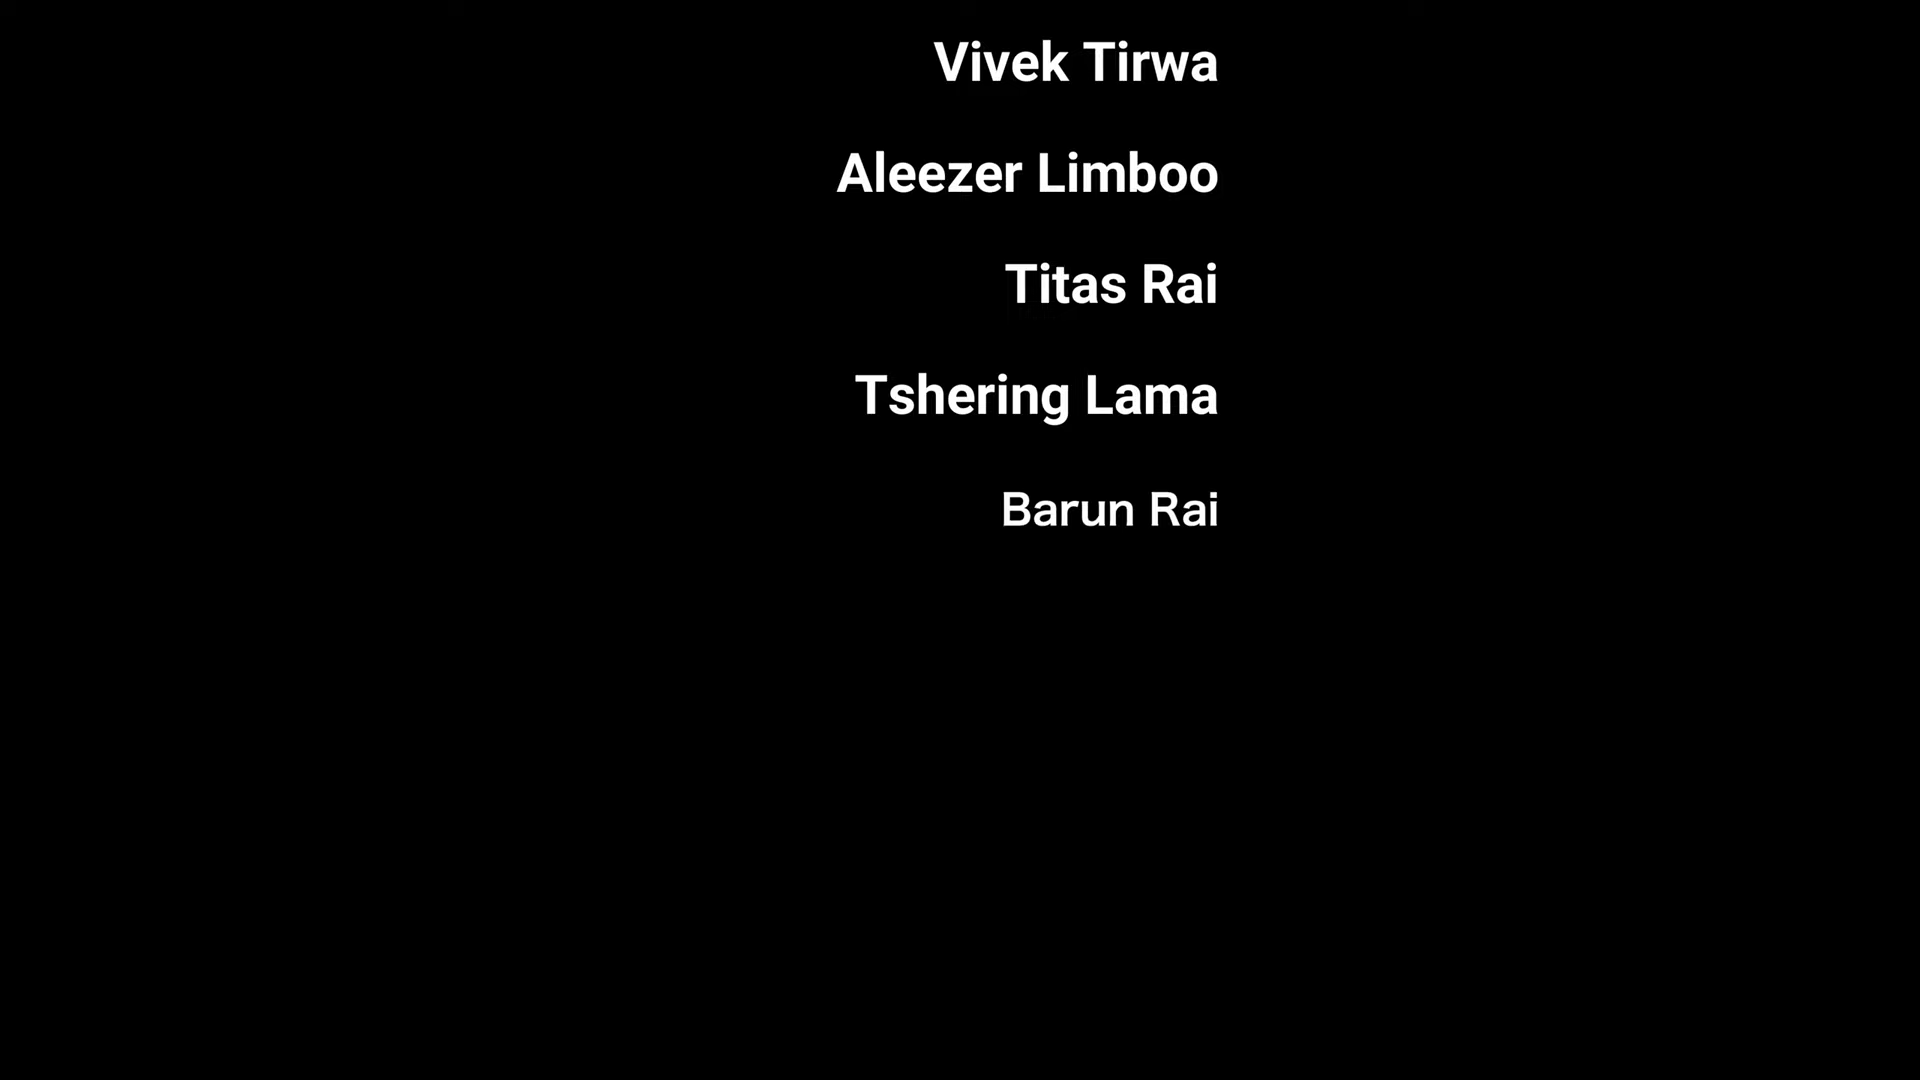 Vivek Tirwa
Aleezer Limboo
Titas Rai
Tshering Lama
Barun Rai